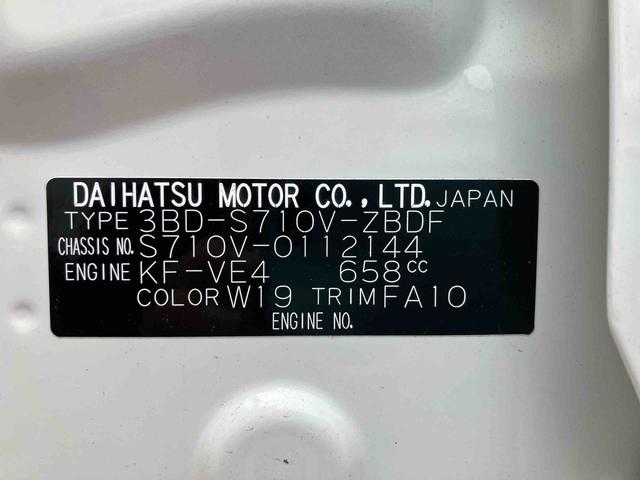 DAIHATSU MOTOR CO.,LTD. JAPAN
TYPE 3BD-S710V-ZBDF
CHASSIS NO. S710V-0112144
ENGINE KF-VE4 658cc
COLOR W19 TRIM FA10
ENGINE NO.